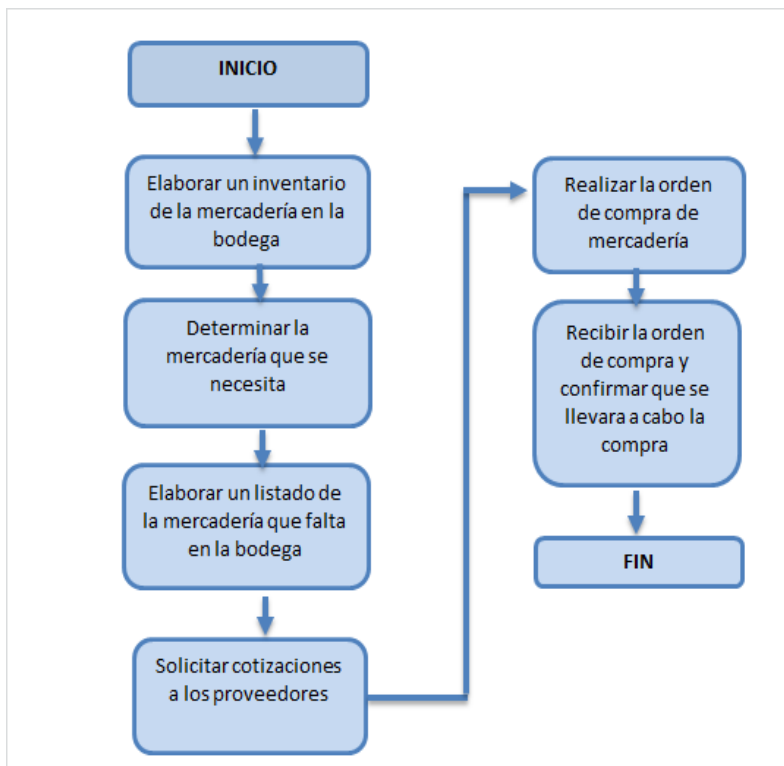 INICIO
Elaborar un inventario
de la mercadería en la
bodega
Determinar la
mercadería que se
necesita
Elaborar un listado de
la mercadería que falta
en la bodega
Solicitar cotizaciones
a los proveedores
Realizar la orden
de compra de
mercadería
Recibir la orden
de compra y
confirmar que se
llevara a cabo la
compra
FIN